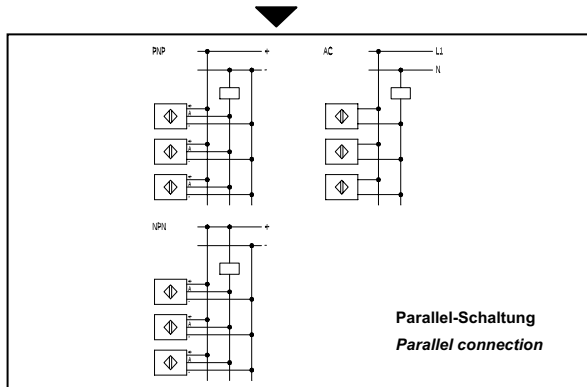 PNP +
-
+
A
-
+
A
-
+
A
-
AC L1
N
NPN +
-
+
A
-
+
A
-
+
A
-
Parallel-Schaltung
Parallel connection